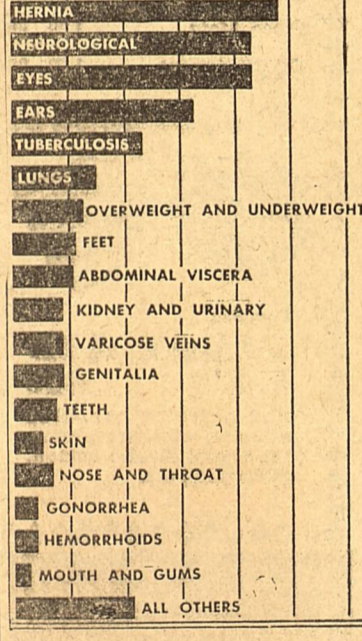 HERNIA
NEUROLOGICAL
EYES
EARS
TUBERCULOSIS
LUNGS
OVERWEIGHT AND UNDERWEIGHT
FEET
ABDOMINAL VISCERA
KIDNEY AND URINARY
VARICOSE VEINS
GENITALIA
TEETH
SKIN
NOSE AND THROAT
GONORRHEA
HEMORRHOIDS
MOUTH AND GUMS
ALL OTHERS